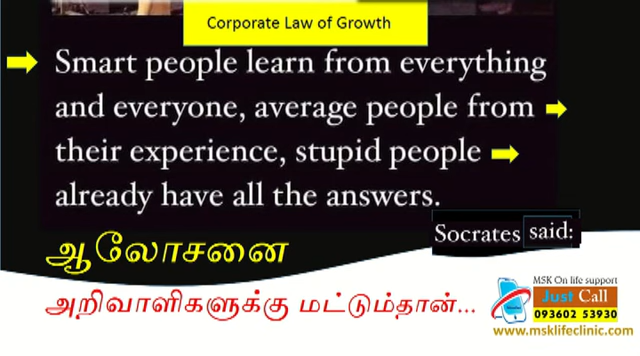 Corporate Law of Growth
Smart people learn from everything
and everyone, average people from
their experience, stupid people
already have all the answers.
Socrates said:
ஆலோசனை
அறிவாளிகளுக்கு மட்டும்தான்...
MSK On life support
Just Call
093602 53930
www.msklifeclinic.com